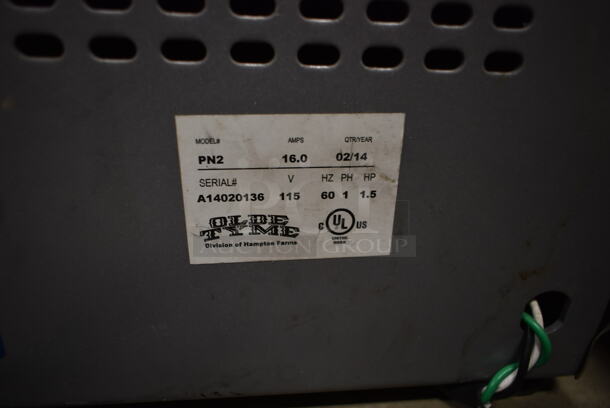 MODEL# AMPS QTR/YEAR
PN2 16.0 02/14
SERIAL# V HZ PH HP
A14020136 115 60 1 1.5
OLDE
TYME
Division of Hampton Farms
C UL US
AUCTION GROUP